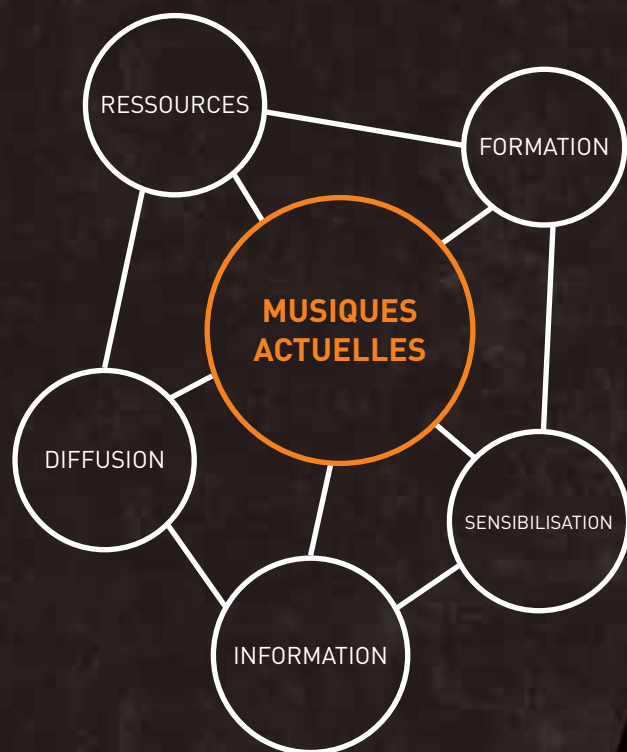 RESSOURCES
FORMATION
MUSIQUES
ACTUELLES
DIFFUSION
SENSIBILISATION
INFORMATION